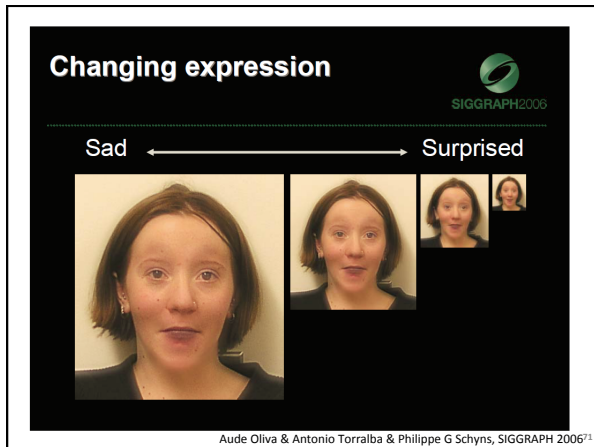 Changing expression
SIGGRAPH2006
Sad
Surprised
Aude Oliva & Antonio Torralba & Philippe G Schyns, SIGGRAPH 2006
71